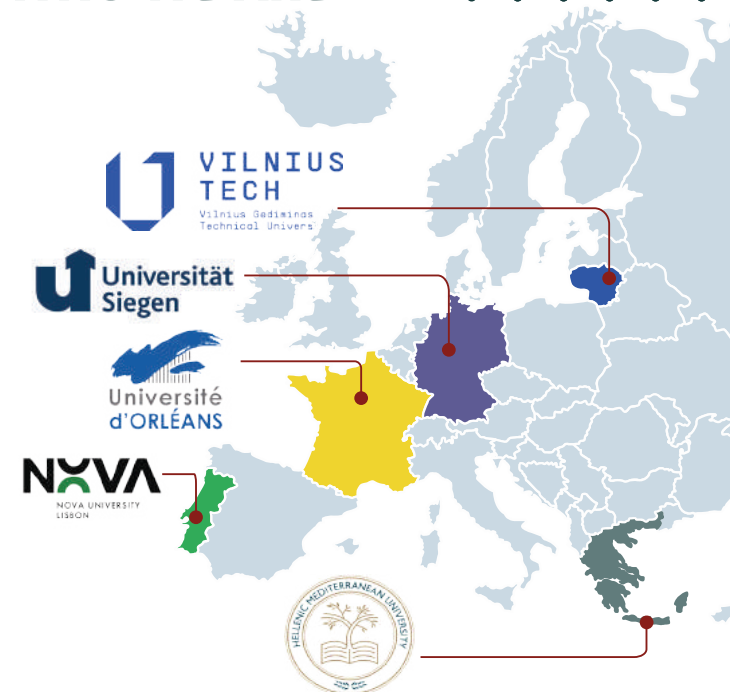 VILNIUS
TECH
Vilnius Gediminas
Technical Univers
Universität
Siegen
Université
d'ORLÉANS
NOVA
NOVA UNIVERSITY
LISBON
HELLENIC MEDITERRANEAN UNIVERSITY